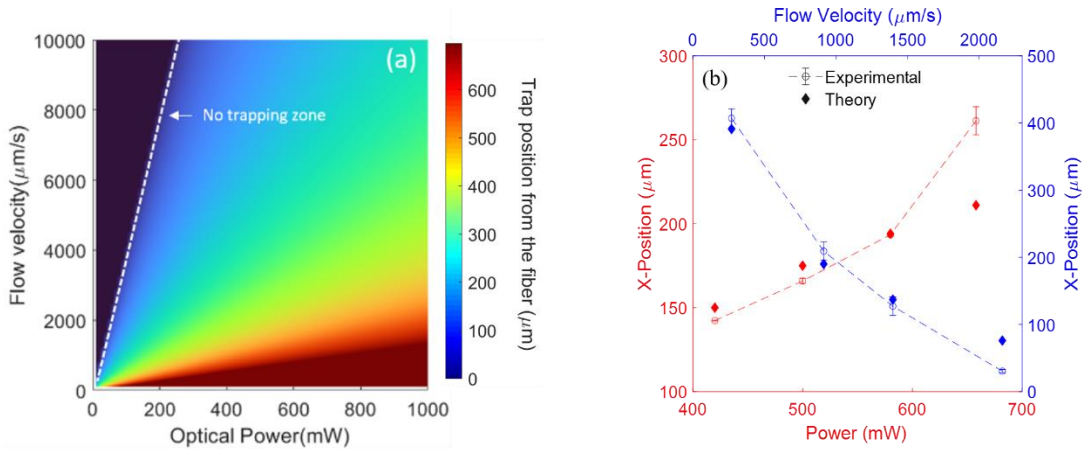 (a)
No trapping zone
10000
8000
6000
4000
2000
0
Flow velocity(μm/s)
0 200 400 600 800 1000
Optical Power(mW)
600
500
400
300
200
100
0
Trap position from the fiber (μm)
Flow Velocity (μm/s)
0 500 1000 1500 2000
(b)
Experimental
Theory
300
250
200
150
100
X-Position (μm)
500
400
300
200
100
0
X-Position (μm)
400 500 600 700
Power (mW)